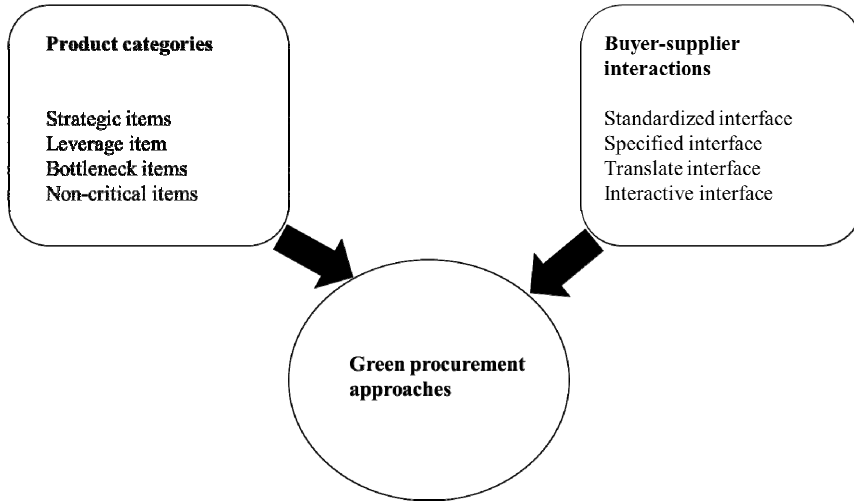 Product categories
Strategic items
Leverage item
Bottleneck items
Non-critical items
Buyer-supplier
interactions
Standardized interface
Specified interface
Translate interface
Interactive interface
Green procurement
approaches